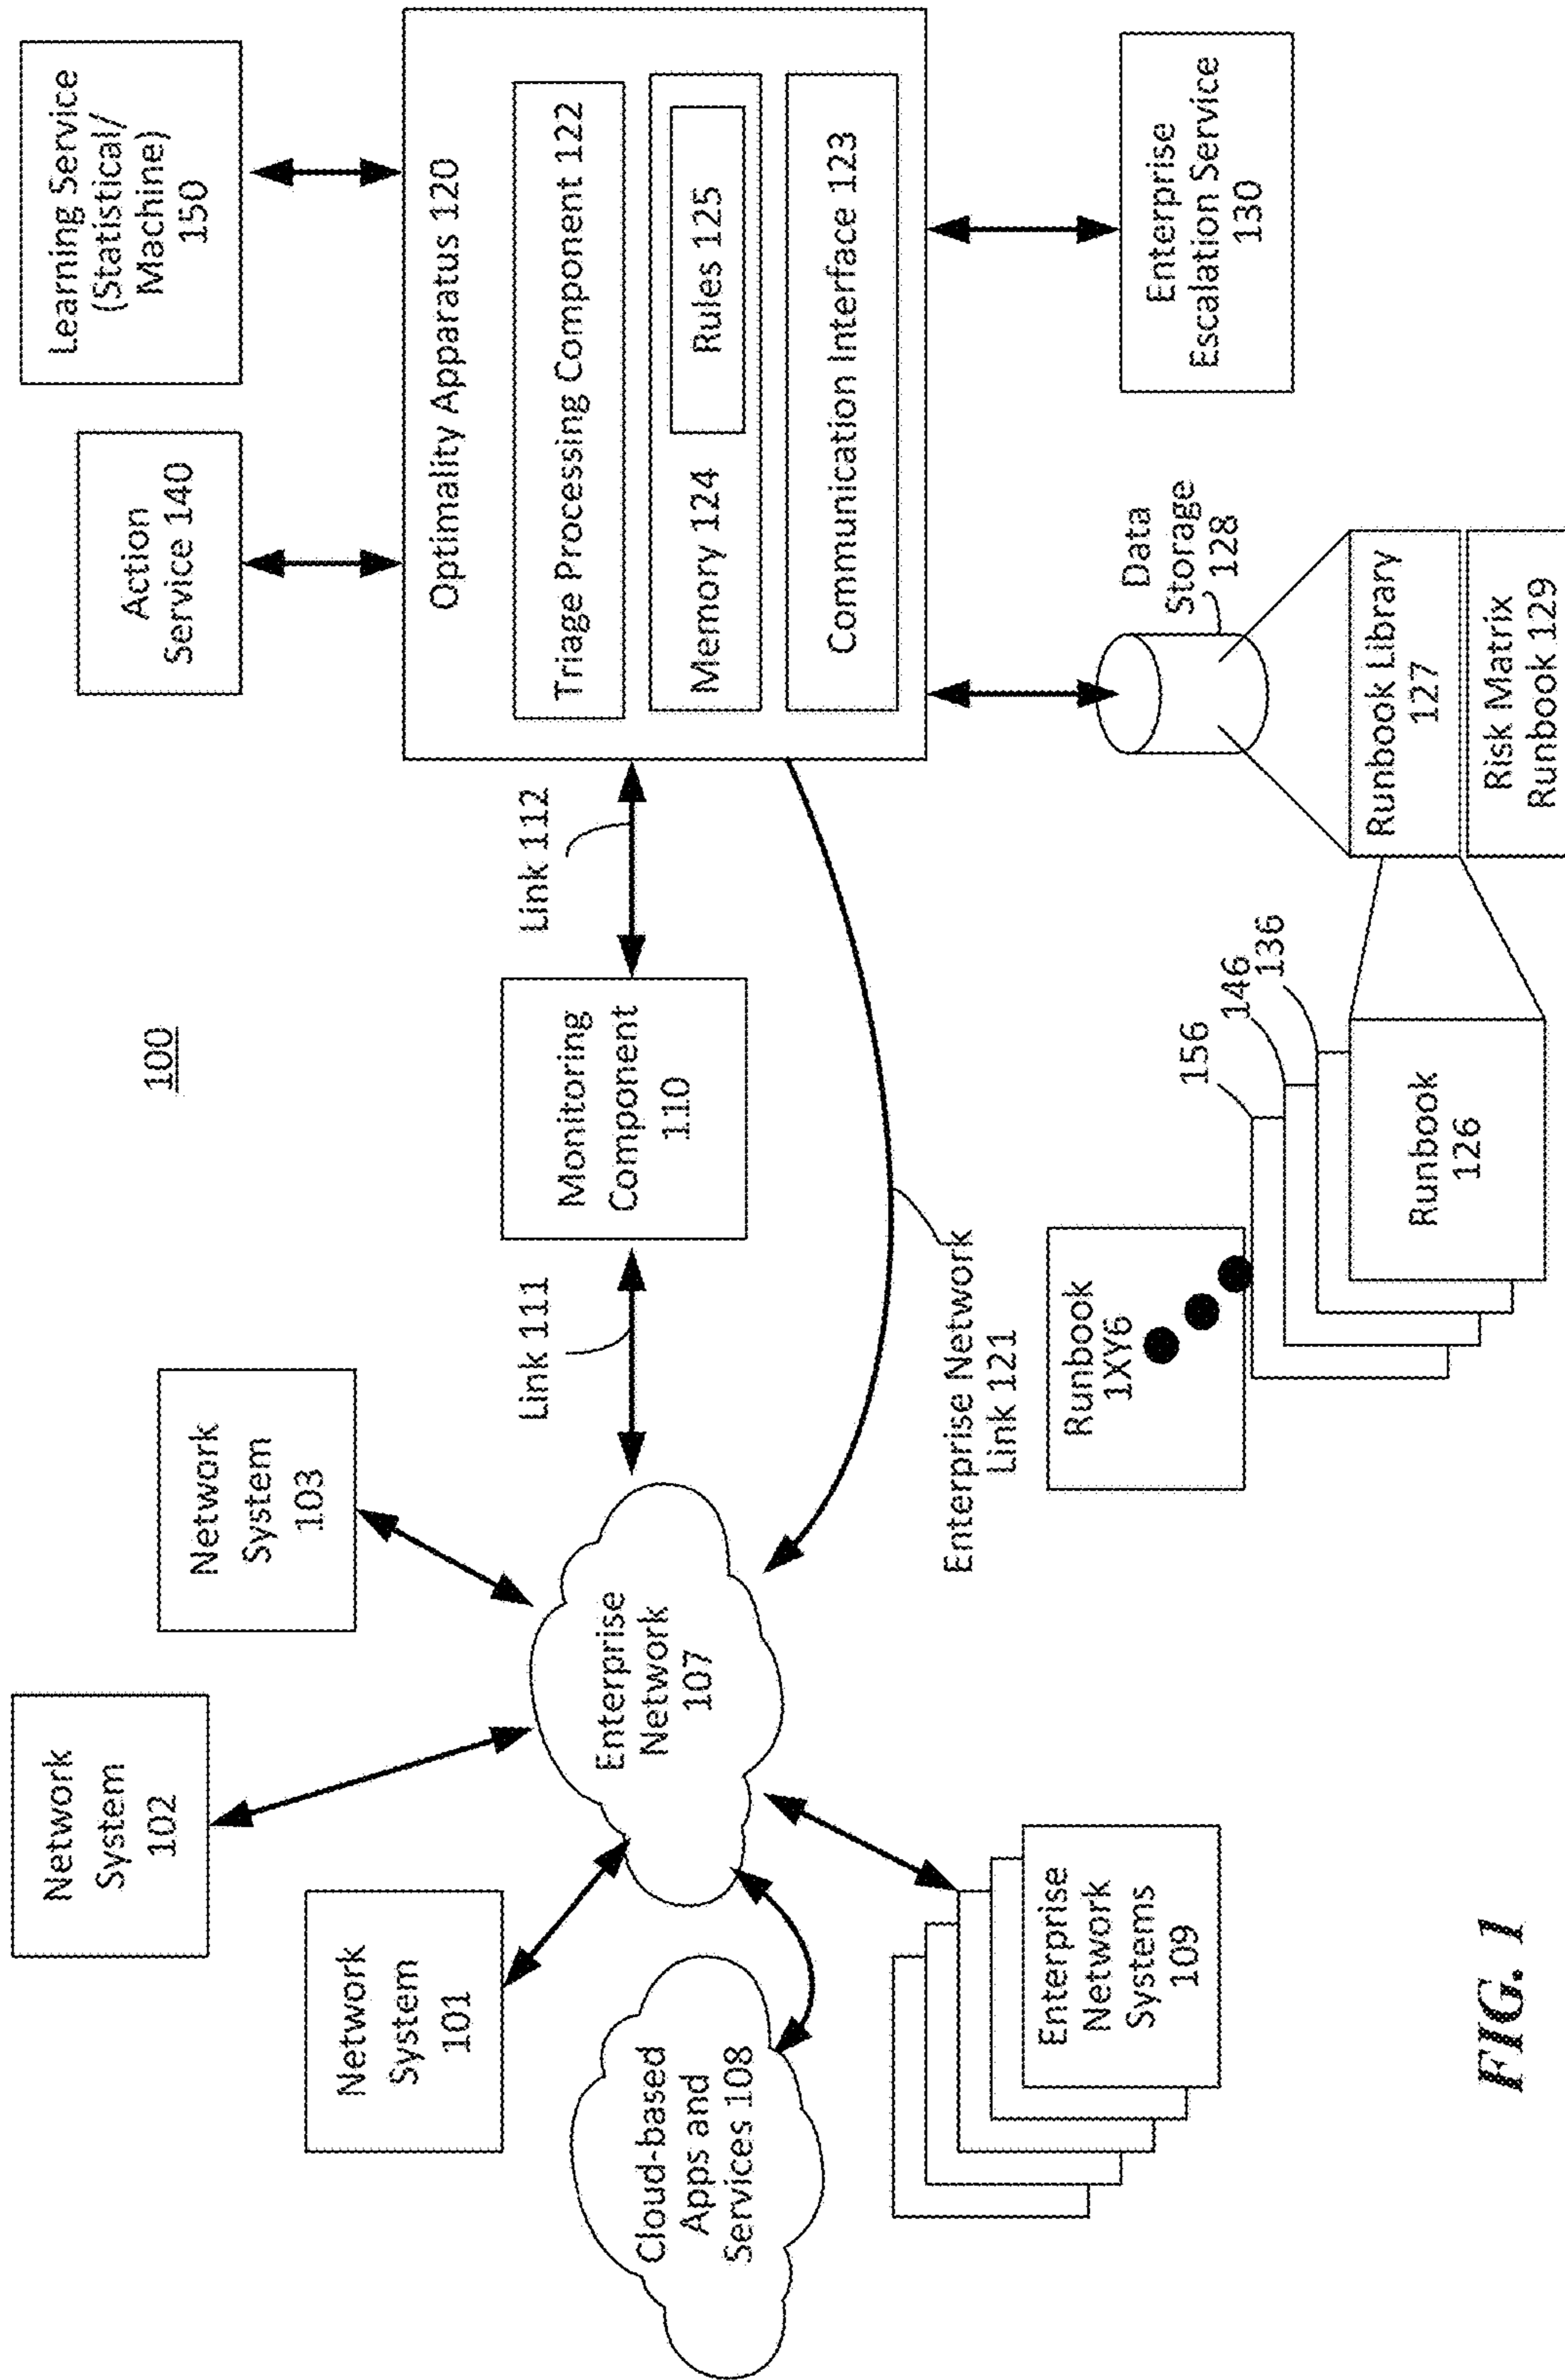 100
Network
System
102
Network
System
103
Network
System
101
Cloud-based
Apps and
Services 108
Enterprise
Network
107
Enterprise
Network
Systems
109
Link 111
Monitoring
Component
110
Link 112
Enterprise Network
Link 121
Action
Service 140
Learning Service
(Statistical/
Machine)
150
Optimality Apparatus 120
Triage Processing Component 122
Memory 124
Rules 125
Communication Interface 123
Data
Storage
128
Enterprise
Escalation Service
130
Runbook Library
127
Risk Matrix
Runbook 129
Runbook
1XY6
156
146
136
Runbook
126
FIG. 1